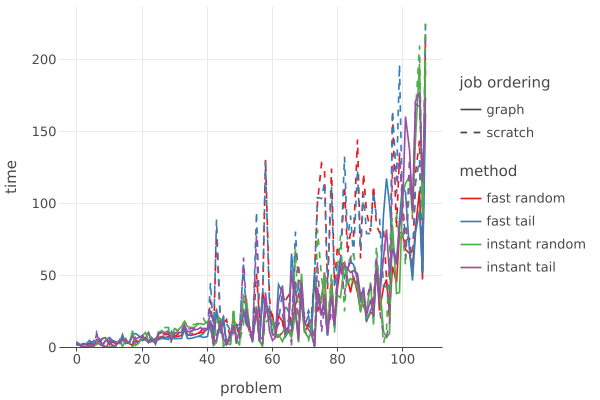 200
150
100
50
0
time
0
20
40
60
80
100
problem
job ordering
graph
scratch
method
fast random
fast tail
instant random
instant tail